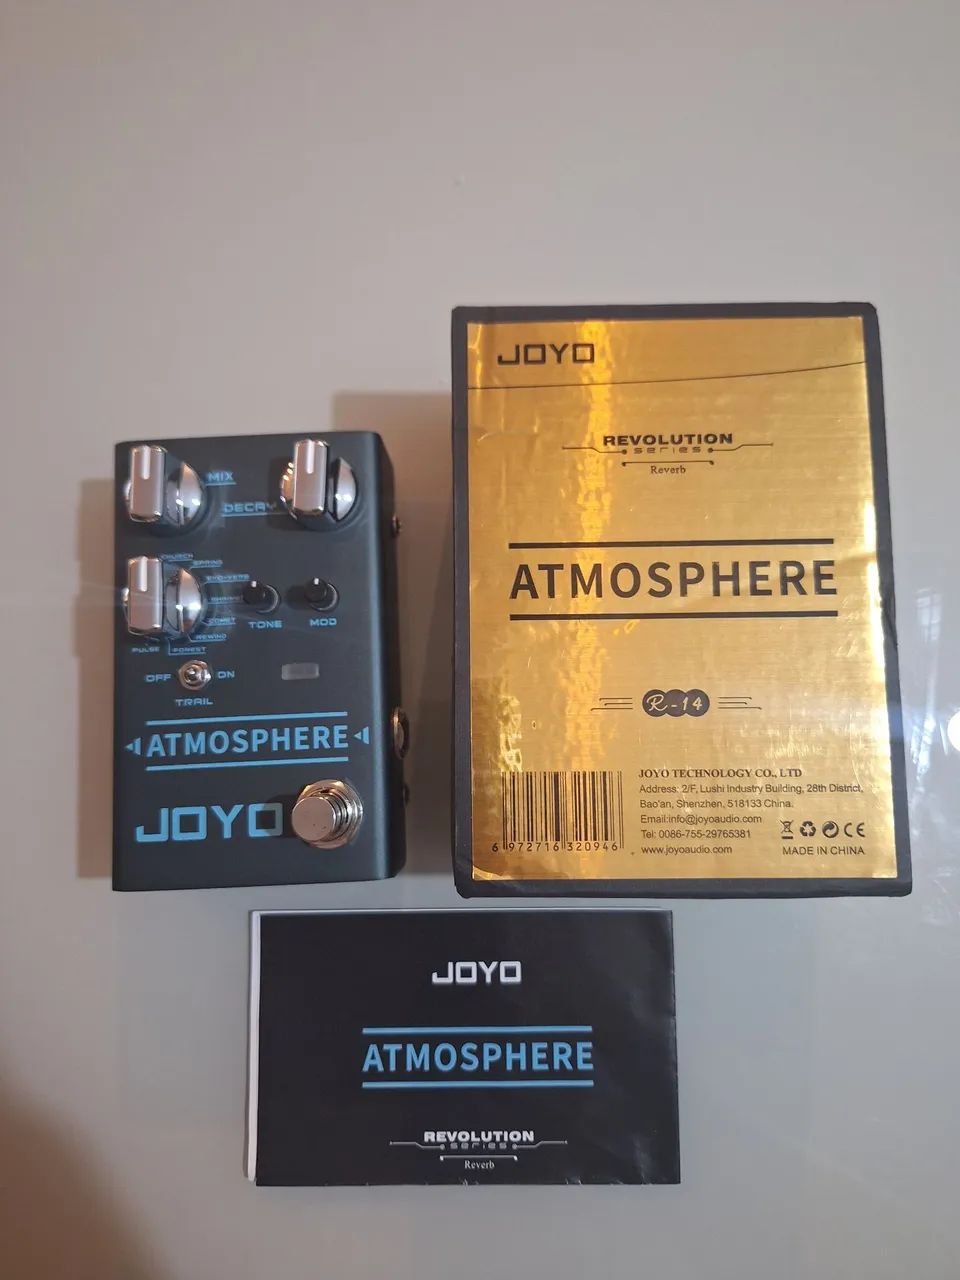 MIX
DECAY
CHURCH
SPRING
EKO-VERB
COMET
REWIND
FOREST
PULSE
TONE
MOD
OFF ON
TRAIL
ATMOSPHERE
JOYO
JOYO
REVOLUTION
SERIES
Reverb
ATMOSPHERE
R-14
JOYO TECHNOLOGY CO., LTD
Address: 2/F, Lushi Industry Building, 28th District,
Bao'an, Shenzhen, 518133 China.
Email:info@joyoaudio.com
Tel: 0086-755-29765381
www.joyoaudio.com
MADE IN CHINA
6 972716 320946
JOYO
ATMOSPHERE
REVOLUTION
SERIES
Reverb